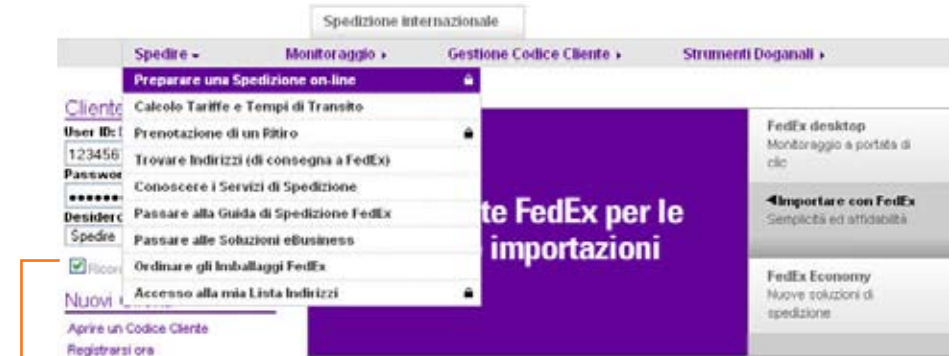 Spedizione internazionale
Spedire Monitoraggio Gestione Codice Cliente Strumenti Doganali
Preparare una Spedizione on-line
Calcolo Tariffe e Tempi di Transito
Prenotazione di un Ritiro
Trovare Indirizzi (di consegna a FedEx)
Conoscere i Servizi di Spedizione
Passare alla Guida di Spedizione FedEx
Passare alle Soluzioni eBusiness
Ordinare gli Imballaggi FedEx
Accesso alla mia Lista Indirizzi
Cliente
User ID:
123456
Passwor
Desidero
Spedire
Ricor
Nuovi
Aprire un Codice Cliente
Registrarsi ora
te FedEx per le
importazioni
FedEx desktop
Monitoraggio a portata di
clic
Importare con FedEx
Semplicità ed affidabilità
FedEx Economy
Nuove soluzioni di
spedizione